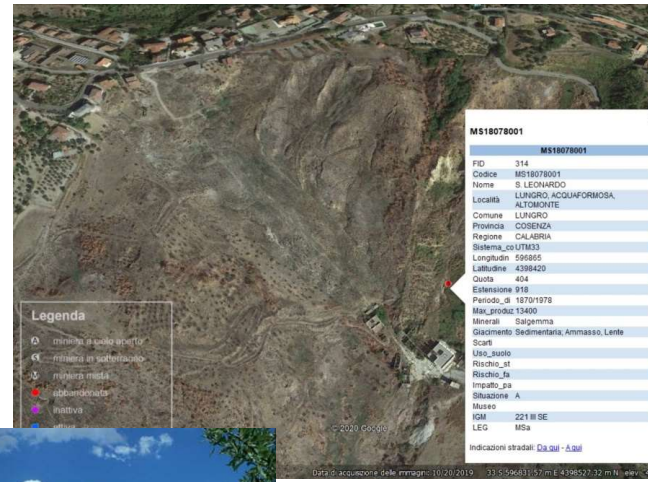 MS18078001
MS18078001
FID 314
Codice MS18078001
Nome S. LEONARDO
Località LUNGRO, ACQUAFORMOSA, ALTOMONTE
Comune LUNGRO
Provincia COSENZA
Regione CALABRIA
Sistema_co UTM33
Longitudin 596865
Latitudine 4398420
Quota 404
Estensione 918
Periodo_di 1870/1978
Max_produz 13400
Minerali Salgemma
Giacimento Sedimentaria; Ammasso, Lente
Scarti
Uso_suolo
Rischio_st
Rischio_fa
Impatto_pa
Situazione A
Museo
IGM 221 III SE
LEG MSa
Indicazioni stradali: Da qui - A qui
Legenda
miniera a cielo aperto
miniera in sotterraneo
miniera mista
abbandonata
inattiva
attiva
© 2020 Google
Data di acquisizione delle immagini: 10/20/2019 33 S 596831.57 m E 4398527.32 m N elev